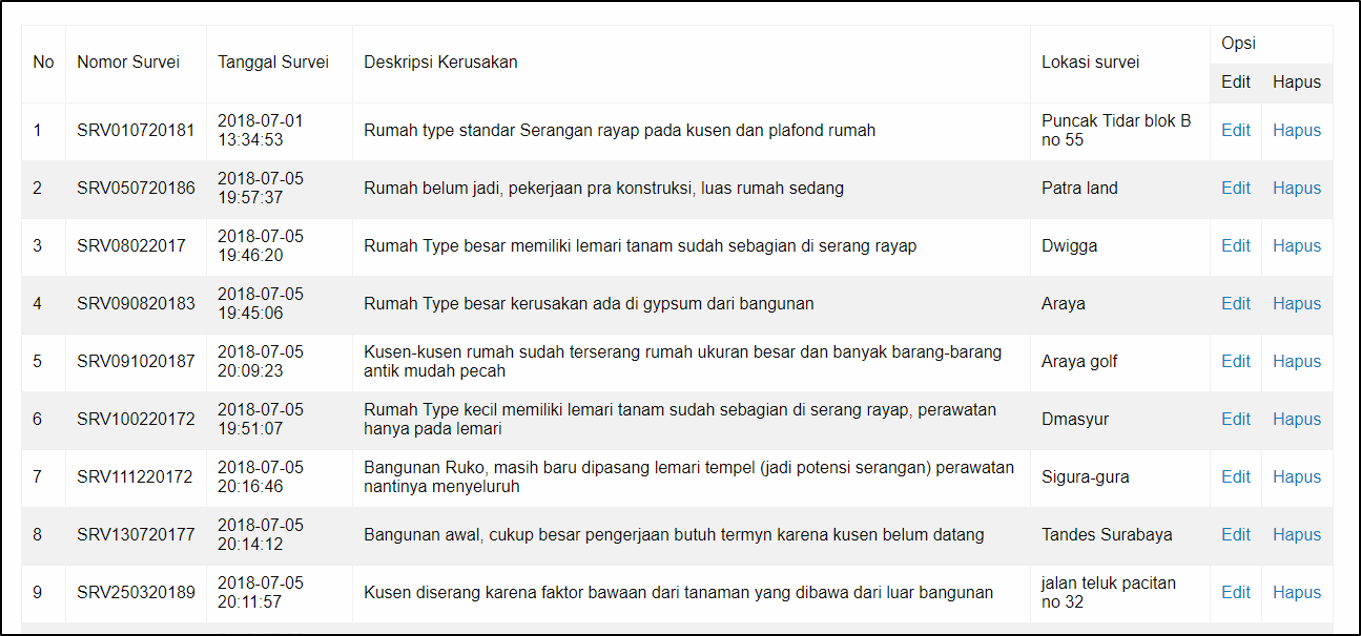 No Nomor Survei Tanggal Survei Deskripsi Kerusakan Lokasi survei Opsi
Edit Hapus
1 SRV010720181 2018-07-01 13:34:53 Rumah type standar Serangan rayap pada kusen dan plafond rumah Puncak Tidar blok B no 55 Edit Hapus
2 SRV050720186 2018-07-05 19:57:37 Rumah belum jadi, pekerjaan pra konstruksi, luas rumah sedang Patra land Edit Hapus
3 SRV08022017 2018-07-05 19:46:20 Rumah Type besar memiliki lemari tanam sudah sebagian di serang rayap Dwigga Edit Hapus
4 SRV090820183 2018-07-05 19:45:06 Rumah Type besar kerusakan ada di gypsum dari bangunan Araya Edit Hapus
5 SRV091020187 2018-07-05 20:09:23 Kusen-kusen rumah sudah terserang rumah ukuran besar dan banyak barang-barang antik mudah pecah Araya golf Edit Hapus
6 SRV100220172 2018-07-05 19:51:07 Rumah Type kecil memiliki lemari tanam sudah sebagian di serang rayap, perawatan hanya pada lemari Dmasyur Edit Hapus
7 SRV111220172 2018-07-05 20:16:46 Bangunan Ruko, masih baru dipasang lemari tempel (jadi potensi serangan) perawatan nantinya menyeluruh Sigura-gura Edit Hapus
8 SRV130720177 2018-07-05 20:14:12 Bangunan awal, cukup besar pengerjaan butuh termyn karena kusen belum datang Tandes Surabaya Edit Hapus
9 SRV250320189 2018-07-05 20:11:57 Kusen diserang karena faktor bawaan dari tanaman yang dibawa dari luar bangunan jalan teluk pacitan no 32 Edit Hapus